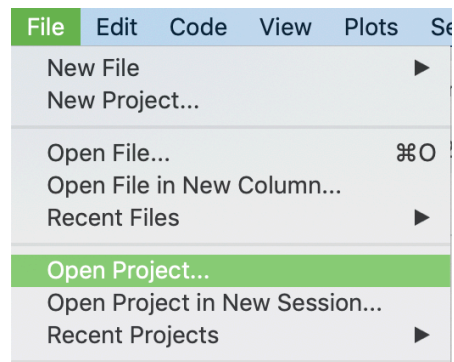 File Edit Code View Plots Se
New File ▶
New Project...
Open File... ⌘O
Open File in New Column...
Recent Files ▶
Open Project...
Open Project in New Session...
Recent Projects ▶